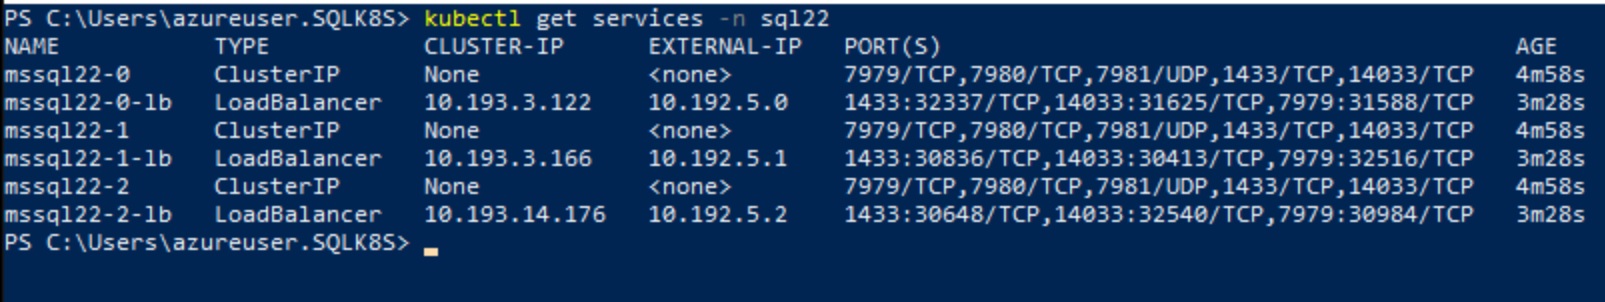 PS C:\Users\azureuser.SQLK8S> kubectl get services -n sql22
NAME TYPE CLUSTER-IP EXTERNAL-IP PORT(S) AGE
mssql22-0 ClusterIP None <none> 7979/TCP,7980/TCP,7981/UDP,1433/TCP,14033/TCP 4m58s
mssql22-0-lb LoadBalancer 10.193.3.122 10.192.5.0 1433:32337/TCP,14033:31625/TCP,7979:31588/TCP 3m28s
mssql22-1 ClusterIP None <none> 7979/TCP,7980/TCP,7981/UDP,1433/TCP,14033/TCP 4m58s
mssql22-1-lb LoadBalancer 10.193.3.166 10.192.5.1 1433:30836/TCP,14033:30413/TCP,7979:32516/TCP 3m28s
mssql22-2 ClusterIP None <none> 7979/TCP,7980/TCP,7981/UDP,1433/TCP,14033/TCP 4m58s
mssql22-2-lb LoadBalancer 10.193.14.176 10.192.5.2 1433:30648/TCP,14033:32540/TCP,7979:30984/TCP 3m28s
PS C:\Users\azureuser.SQLK8S>